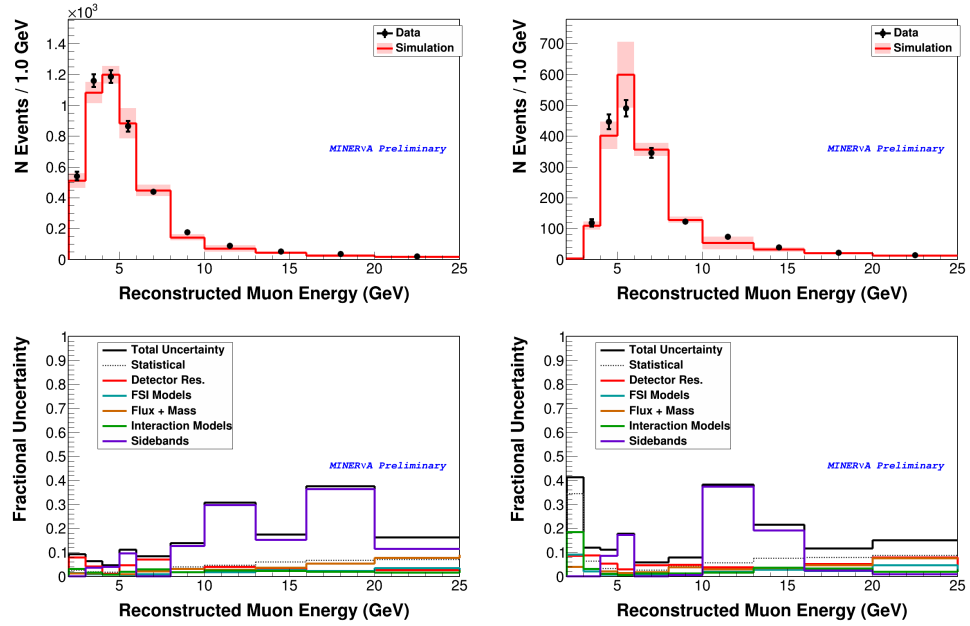 ×10³
N Events / 1.0 GeV
1.4
1.2
1
0.8
0.6
0.4
0.2
0
Data
Simulation
MINERνA Preliminary
5 10 15 20 25
Reconstructed Muon Energy (GeV)
N Events / 1.0 GeV
700
600
500
400
300
200
100
0
Data
Simulation
MINERνA Preliminary
5 10 15 20 25
Reconstructed Muon Energy (GeV)
Fractional Uncertainty
1
0.9
0.8
0.7
0.6
0.5
0.4
0.3
0.2
0.1
0
Total Uncertainty
Statistical
Detector Res.
FSI Models
Flux + Mass
Interaction Models
Sidebands
MINERνA Preliminary
5 10 15 20 25
Reconstructed Muon Energy (GeV)
Fractional Uncertainty
1
0.9
0.8
0.7
0.6
0.5
0.4
0.3
0.2
0.1
0
Total Uncertainty
Statistical
Detector Res.
FSI Models
Flux + Mass
Interaction Models
Sidebands
MINERνA Preliminary
5 10 15 20 25
Reconstructed Muon Energy (GeV)